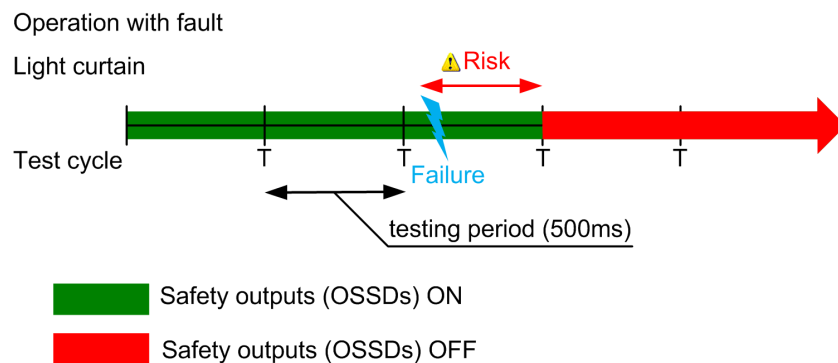 Operation with fault
Light curtain
Risk
Test cycle
T
T
T
T
Failure
testing period (500ms)
Safety outputs (OSSDs) ON
Safety outputs (OSSDs) OFF